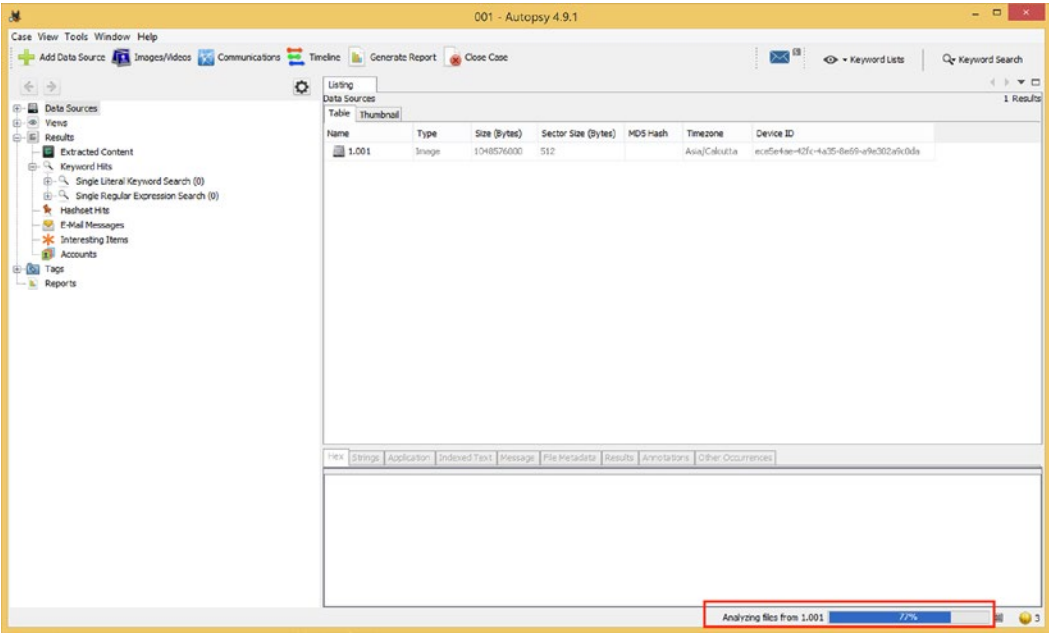 001 - Autopsy 4.9.1
Case View Tools Window Help
Add Data Source Images/Videos Communications Timeline Generate Report Close Case Keyword Lists Keyword Search
Listing
Data Sources 1 Results
Table Thumbnail
Name Type Size (Bytes) Sector Size (Bytes) MD5 Hash Timezone Device ID
1.001 Image 1048576000 512 Asia/Calcutta ece5e4ae-42fc-4a35-8e69-a9e302a9c0da
Data Sources
Views
Results
Extracted Content
Keyword Hits
Single Literal Keyword Search (0)
Single Regular Expression Search (0)
Hashset Hits
E-Mail Messages
Interesting Items
Accounts
Tags
Reports
Hex Strings Application Indexed Text Message File Metadata Results Annotations Other Occurrences
Analyzing files from 1.001 77% 3